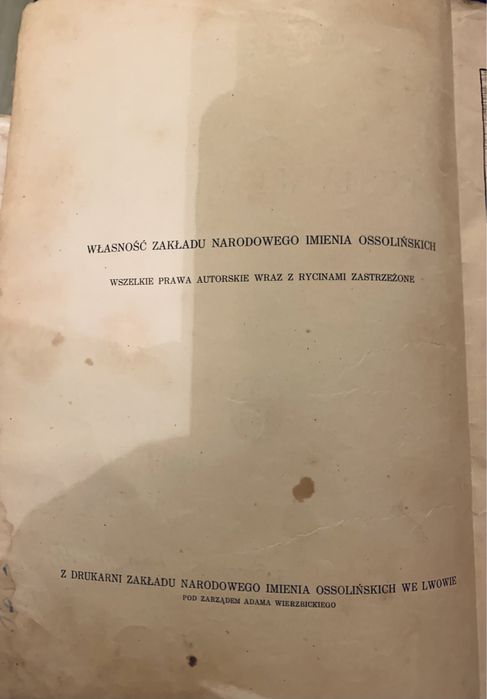 WŁASNOŚĆ ZAKŁADU NARODOWEGO IMIENIA OSSOLIŃSKICH
WSZELKIE PRAWA AUTORSKIE WRAZ Z RYCINAMI ZASTRZEŻONE
Z DRUKARNI ZAKŁADU NARODOWEGO IMIENIA OSSOLIŃSKICH WE LWOWIE
POD ZARZĄDEM ADAMA WIERZBICKIEGO